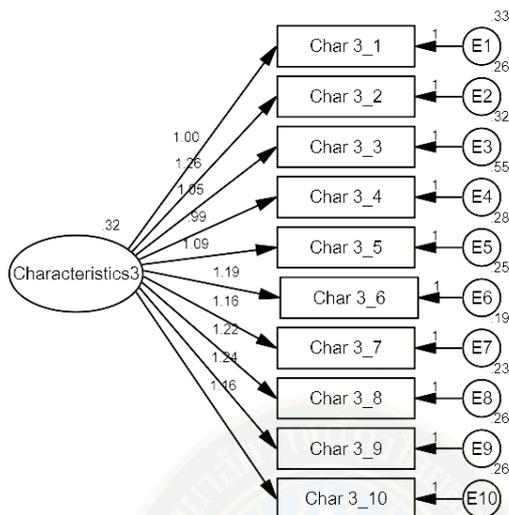 .33
Char 3_1 1 E1
.26
Char 3_2 1 E2
.32
Char 3_3 1 E3
.55
Char 3_4 1 E4
.28
Char 3_5 1 E5
.25
Char 3_6 1 E6
.19
Char 3_7 1 E7
.23
Char 3_8 1 E8
.26
Char 3_9 1 E9
.26
Char 3_10 1 E10
1.00
1.26
1.05
.99
1.09
1.19
1.16
1.22
1.24
1.16
.32
Characteristics3